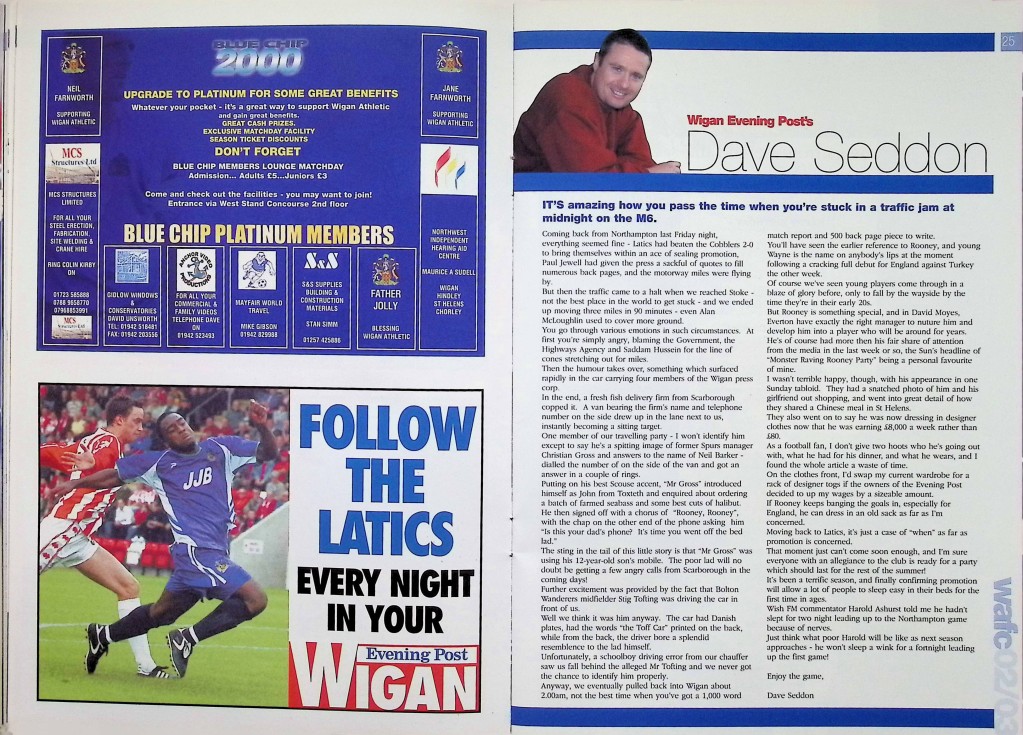 BLUE CHIP
2000
NEIL
FARNWORTH
SUPPORTING
WIGAN ATHLETIC
MCS
Structures Ltd
MCS STRUCTURES
LIMITED
FOR ALL YOUR
STEEL ERECTION,
FABRICATION,
SITE WELDING &
CRANE HIRE
RING COLIN KIRBY
ON
01723 585888
0788 9658770
07968853991
MCS
Structures Ltd
UPGRADE TO PLATINUM FOR SOME GREAT BENEFITS
Whatever your pocket - it's a great way to support Wigan Athletic
and gain great benefits.
GREAT CASH PRIZES.
EXCLUSIVE MATCHDAY FACILITY
SEASON TICKET DISCOUNTS
DON'T FORGET
BLUE CHIP MEMBERS LOUNGE MATCHDAY
Admission... Adults £5...Juniors £3
Come and check out the facilities - you may want to join!
Entrance via West Stand Concourse 2nd floor
BLUE CHIP PLATINUM MEMBERS
GIDLOW WINDOWS
&
CONSERVATORIES
DAVID UNSWORTH
TEL: 01942 518481
FAX: 01942 203556
ANCHOR VIDEO
PRODUCTIONS
FOR ALL YOUR
COMMERCIAL &
FAMILY VIDEOS
TELEPHONE DAVE
ON
01942 523493
MAYFAIR WORLD
TRAVEL
MIKE GIBSON
01942 829988
S&S
S&S SUPPLIES
BUILDING &
CONSTRUCTION
MATERIALS
STAN SIMM
01257 425886
FATHER
JOLLY
BLESSING
WIGAN ATHLETIC
JANE
FARNWORTH
SUPPORTING
WIGAN ATHLETIC
NORTHWEST
INDEPENDENT
HEARING AID
CENTRE
MAURICE A SUDELL
WIGAN
HINDLEY
ST HELENS
CHORLEY
JJB
FOLLOW
THE
LATICS
EVERY NIGHT
IN YOUR
Evening Post
WIGAN
25
Wigan Evening Post's
Dave Seddon
IT'S amazing how you pass the time when you're stuck in a traffic jam at
midnight on the M6.
Coming back from Northampton last Friday night,
everything seemed fine - Latics had beaten the Cobblers 2-0
to bring themselves within an ace of sealing promotion,
Paul Jewell had given the press a sackful of quotes to fill
numerous back pages, and the motorway miles were flying
by.
But then the traffic came to a halt when we reached Stoke -
not the best place in the world to get stuck - and we ended
up moving three miles in 90 minutes - even Alan
McLoughlin used to cover more ground.
You go through various emotions in such circumstances. At
first you're simply angry, blaming the Government, the
Highways Agency and Saddam Hussein for the line of
cones stretching out for miles.
Then the humour takes over, something which surfaced
rapidly in the car carrying four members of the Wigan press
corp.
In the end, a fresh fish delivery firm from Scarborough
copped it. A van bearing the firm's name and telephone
number on the side drew up in the lane next to us,
instantly becoming a sitting target.
One member of our travelling party - I won't identify him
except to say he's a spitting image of former Spurs manager
Christian Gross and answers to the name of Neil Barker -
dialled the number of on the side of the van and got an
answer in a couple of rings.
Putting on his best Scouse accent, "Mr Gross" introduced
himself as John from Toxteth and enquired about ordering
a batch of farmed seabass and some best cuts of halibut.
He then signed off with a chorus of "Rooney, Rooney",
with the chap on the other end of the phone asking him
"Is this your dad's phone? It's time you went off the bed
lad."
The sting in the tail of this little story is that "Mr Gross" was
using his 12-year-old son's mobile. The poor lad will no
doubt be getting a few angry calls from Scarborough in the
coming days!
Further excitement was provided by the fact that Bolton
Wanderers midfielder Stig Tofting was driving the car in
front of us.
Well we think it was him anyway. The car had Danish
plates, had the words "the Toff Car" printed on the back,
while from the back, the driver bore a splendid
resemblence to the lad himself.
Unfortunately, a schoolboy driving error from our chauffer
saw us fall behind the alleged Mr Tofting and we never got
the chance to identify him properly.
Anyway, we eventually pulled back into Wigan about
2.00am, not the best time when you've got a 1,000 word
match report and 500 back page piece to write.
You'll have seen the earlier reference to Rooney, and young
Wayne is the name on anybody's lips at the moment
following a cracking full debut for England against Turkey
the other week.
Of course we've seen young players come through in a
blaze of glory before, only to fall by the wayside by the
time they're in their early 20s.
But Rooney is something special, and in David Moyes,
Everton have exactly the right manager to nuture him and
develop him into a player who will be around for years.
He's of course had more then his fair share of attention
from the media in the last week or so, the Sun's headline of
"Monster Raving Rooney Party" being a personal favourite
of mine.
I wasn't terrible happy, though, with his appearance in one
Sunday tabloid. They had a snatched photo of him and his
girlfriend out shopping, and went into great detail of how
they shared a Chinese meal in St Helens.
They also went on to say he was now dressing in designer
clothes now that he was earning £8,000 a week rather than
£80.
As a football fan, I don't give two hoots who he's going out
with, what he had for his dinner, and what he wears, and I
found the whole article a waste of time.
On the clothes front, I'd swap my current wardrobe for a
rack of designer togs if the owners of the Evening Post
decided to up my wages by a sizeable amount.
If Rooney keeps banging the goals in, especially for
England, he can dress in an old sack as far as I'm
concerned.
Moving back to Latics, it's just a case of "when" as far as
promotion is concerned.
That moment just can't come soon enough, and I'm sure
everyone with an allegiance to the club is ready for a party
which should last for the rest of the summer!
It's been a terrific season, and finally confirming promotion
will allow a lot of people to sleep easy in their beds for the
first time in ages.
Wish FM commentator Harold Ashurst told me he hadn't
slept for two night leading up to the Northampton game
because of nerves.
Just think what poor Harold will be like as next season
approaches - he won't sleep a wink for a fortnight leading
up the first game!
Enjoy the game,
Dave Seddon
wafc02/03